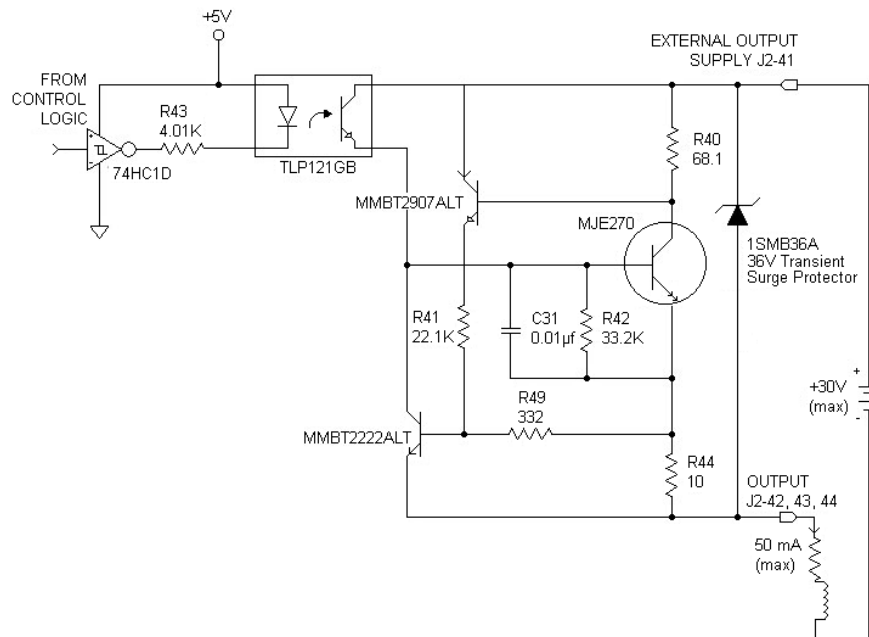 +5V
EXTERNAL OUTPUT
SUPPLY J2-41
FROM
CONTROL
LOGIC
R43
4.01K
74HC1D
TLP121GB
R40
68.1
MMBT2907ALT
MJE270
1SMB36A
36V Transient
Surge Protector
R41
22.1K
C31
0.01µf
R42
33.2K
+30V
(max)
+
-
R49
332
MMBT2222ALT
R44
10
OUTPUT
J2-42, 43, 44
50 mA
(max)